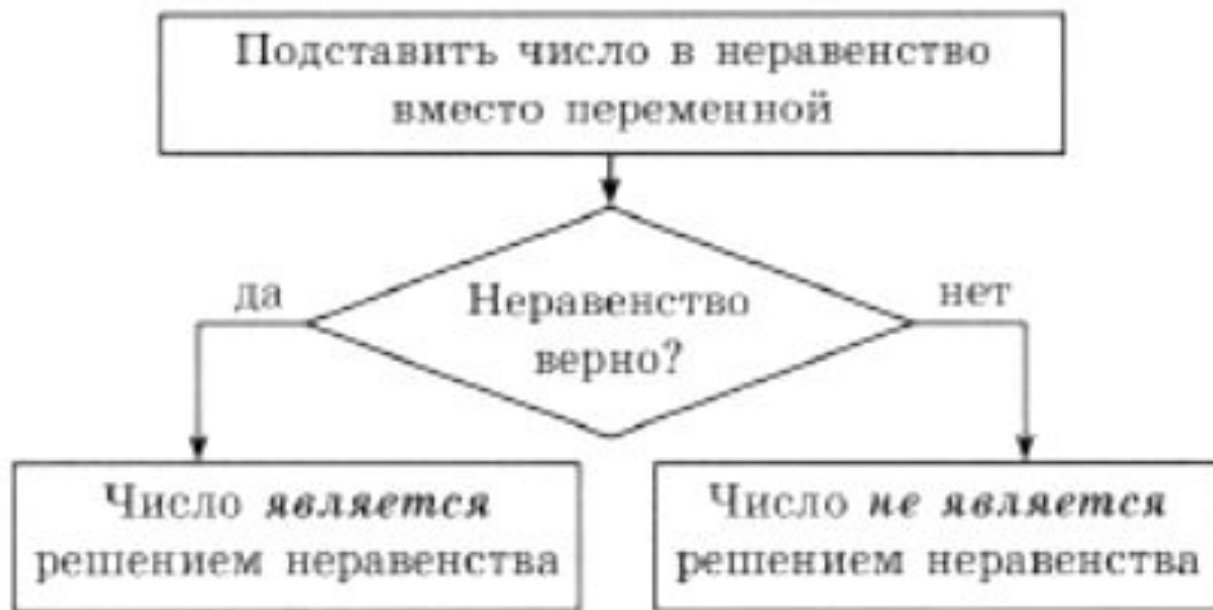 Подставить число в неравенство
вместо переменной
да
Неравенство
верно?
нет
Число является
решением неравенства
Число не является
решением неравенства